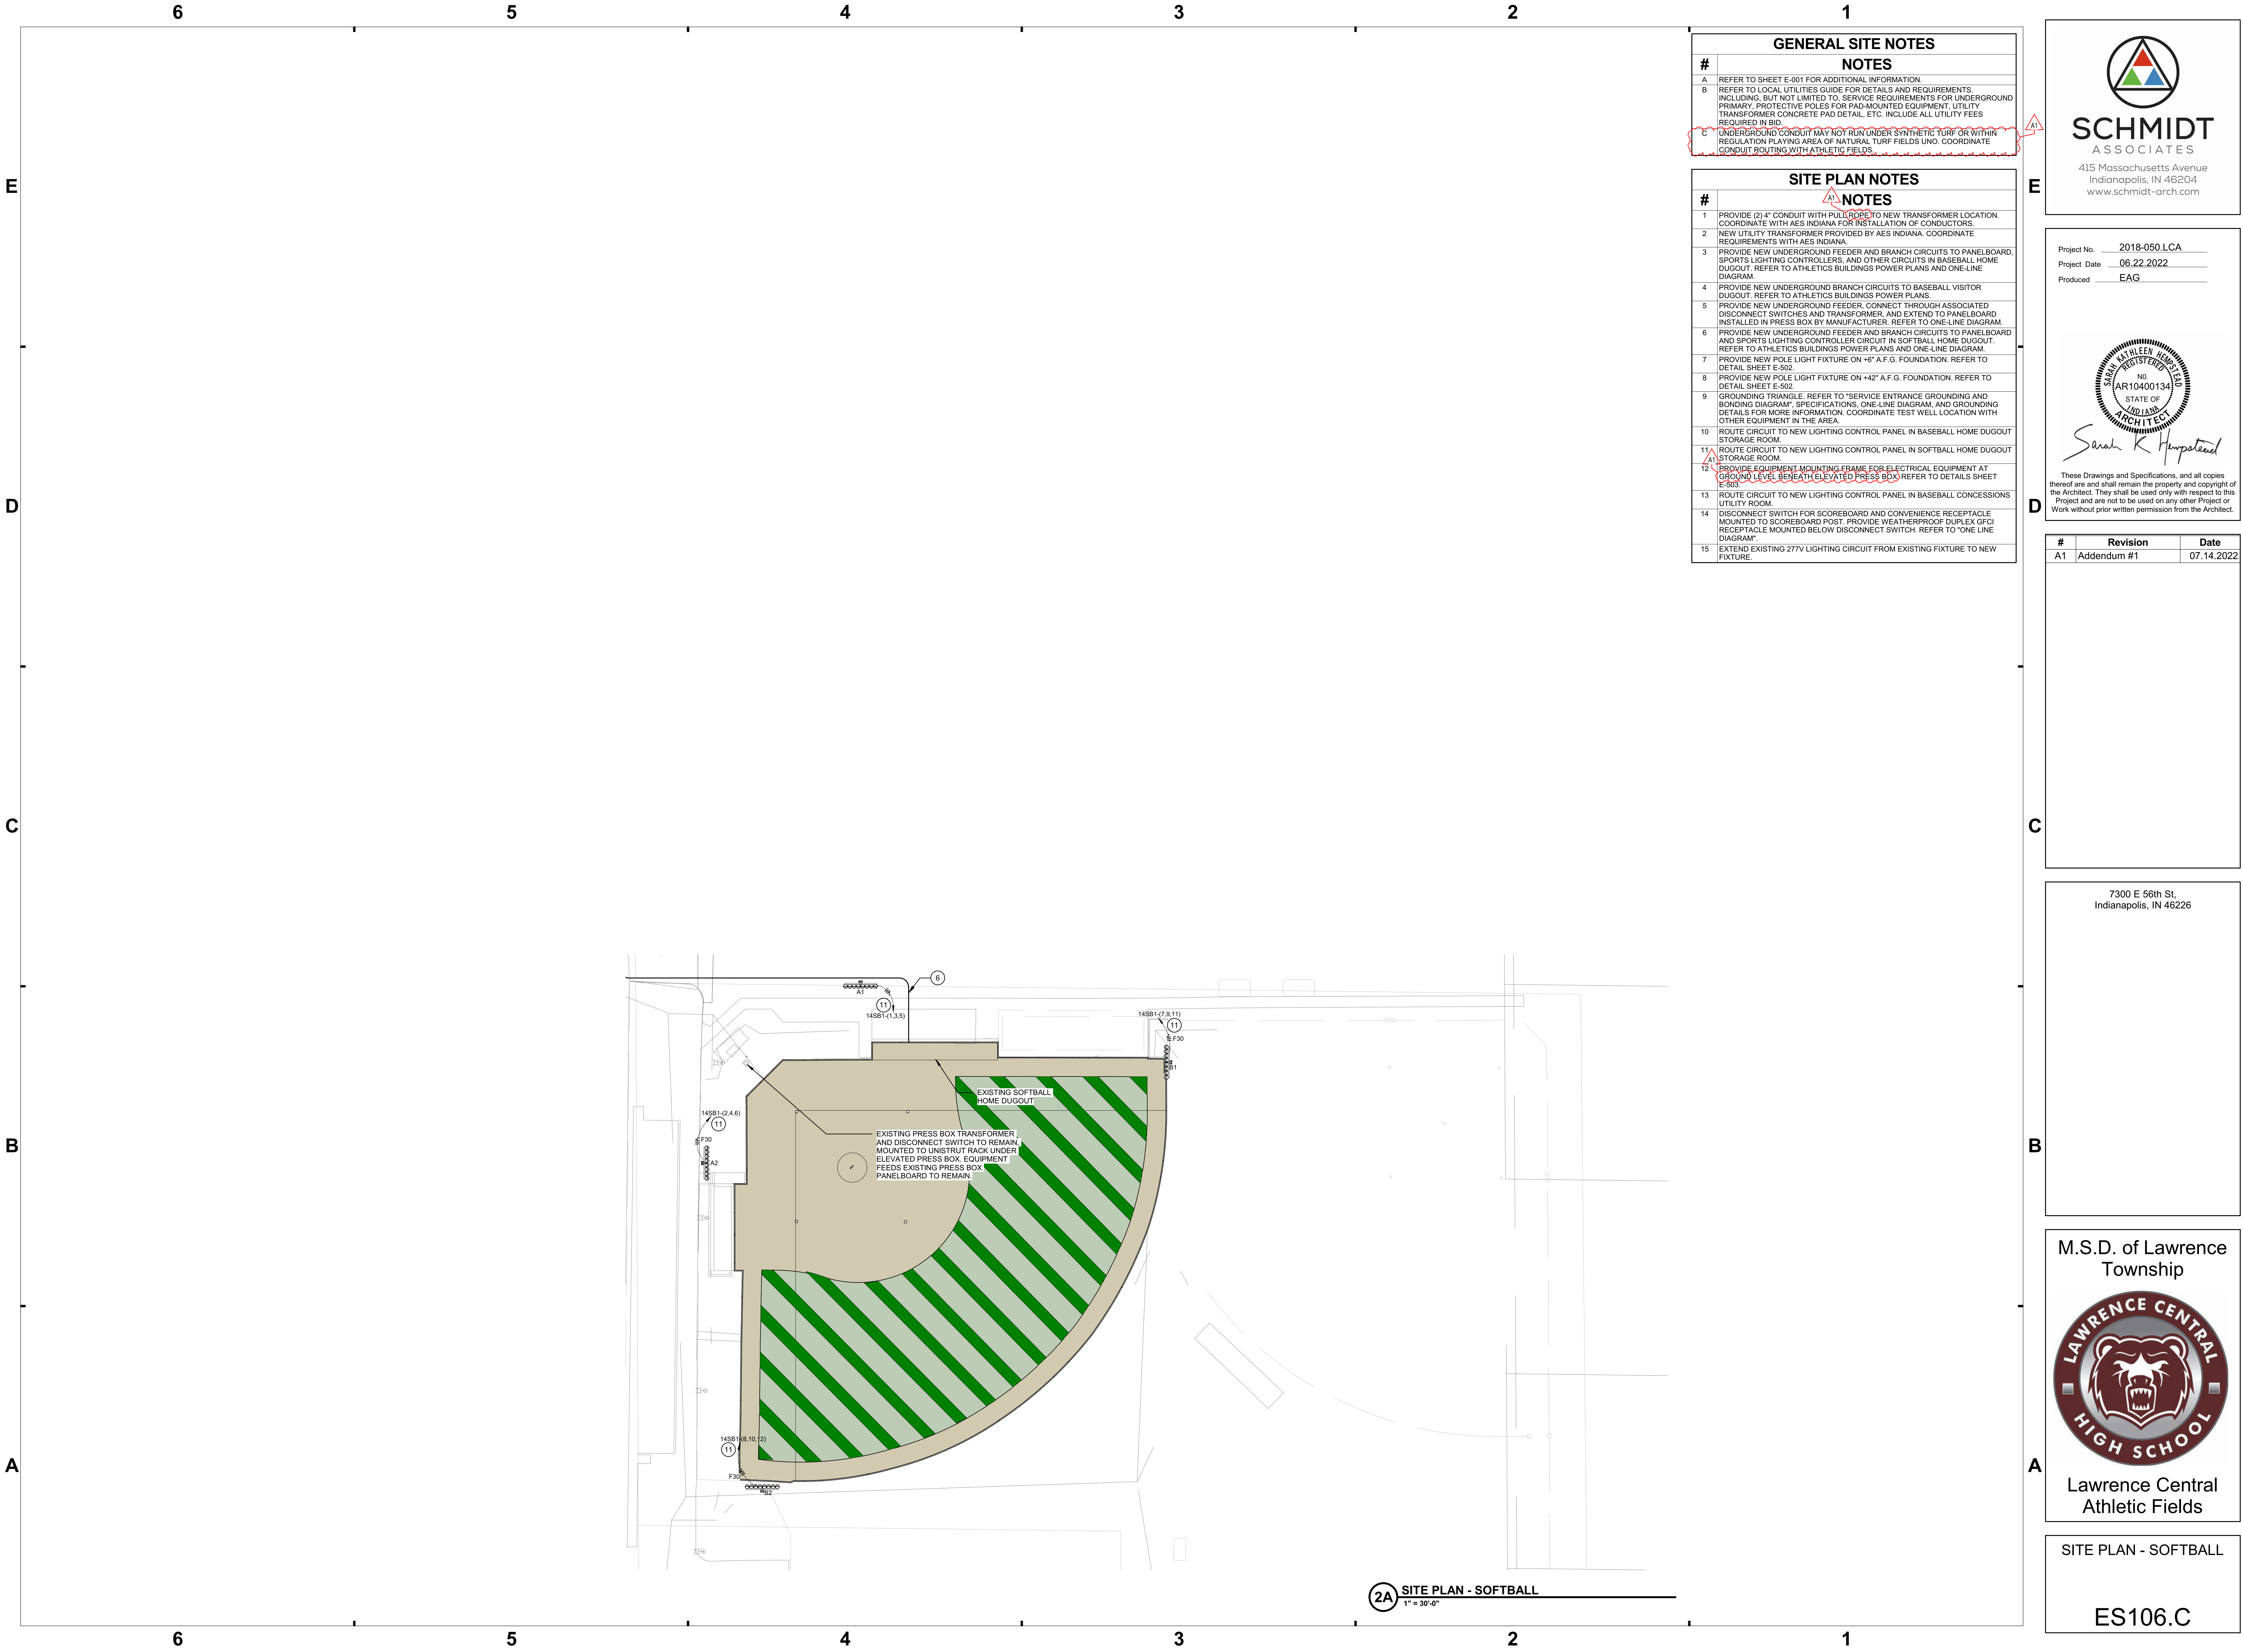 6 5 4 3 2 1
GENERAL SITE NOTES
# NOTES
A REFER TO SHEET E-001 FOR ADDITIONAL INFORMATION.
B REFER TO LOCAL UTILITIES GUIDE FOR DETAILS AND REQUIREMENTS.
INCLUDING, BUT NOT LIMITED TO, SERVICE REQUIREMENTS FOR UNDERGROUND
PRIMARY, PROTECTIVE POLES FOR PAD-MOUNTED EQUIPMENT, UTILITY
TRANSFORMER CONCRETE PAD DETAIL, ETC. INCLUDE ALL UTILITY FEES
REQUIRED IN BID.
C UNDERGROUND CONDUIT MAY NOT RUN UNDER SYNTHETIC TURF OR WITHIN
REGULATION PLAYING AREA OF NATURAL TURF FIELDS UNO. COORDINATE
CONDUIT ROUTING WITH ATHLETIC FIELDS.
A1
SITE PLAN NOTES
# NOTES
A1
1 PROVIDE (2) 4" CONDUIT WITH PULL ROPE TO NEW TRANSFORMER LOCATION.
COORDINATE WITH AES INDIANA FOR INSTALLATION OF CONDUCTORS.
2 NEW UTILITY TRANSFORMER PROVIDED BY AES INDIANA. COORDINATE
REQUIREMENTS WITH AES INDIANA.
3 PROVIDE NEW UNDERGROUND FEEDER AND BRANCH CIRCUITS TO PANELBOARD,
SPORTS LIGHTING CONTROLLERS, AND OTHER CIRCUITS IN BASEBALL HOME
DUGOUT. REFER TO ATHLETICS BUILDINGS POWER PLANS AND ONE-LINE
DIAGRAM.
4 PROVIDE NEW UNDERGROUND BRANCH CIRCUITS TO BASEBALL VISITOR
DUGOUT. REFER TO ATHLETICS BUILDINGS POWER PLANS.
5 PROVIDE NEW UNDERGROUND FEEDER, CONNECT THROUGH ASSOCIATED
DISCONNECT SWITCHES AND TRANSFORMER, AND EXTEND TO PANELBOARD
INSTALLED IN PRESS BOX BY MANUFACTURER. REFER TO ONE-LINE DIAGRAM.
6 PROVIDE NEW UNDERGROUND FEEDER AND BRANCH CIRCUITS TO PANELBOARD
AND SPORTS LIGHTING CONTROLLER CIRCUIT IN SOFTBALL HOME DUGOUT.
REFER TO ATHLETICS BUILDINGS POWER PLANS AND ONE-LINE DIAGRAM.
7 PROVIDE NEW POLE LIGHT FIXTURE ON +6" A.F.G. FOUNDATION. REFER TO
DETAIL SHEET E-502.
8 PROVIDE NEW POLE LIGHT FIXTURE ON +42" A.F.G. FOUNDATION. REFER TO
DETAIL SHEET E-502.
9 GROUNDING TRIANGLE. REFER TO "SERVICE ENTRANCE GROUNDING AND
BONDING DIAGRAM", SPECIFICATIONS, ONE-LINE DIAGRAM, AND GROUNDING
DETAILS FOR MORE INFORMATION. COORDINATE TEST WELL LOCATION WITH
OTHER EQUIPMENT IN THE AREA.
10 ROUTE CIRCUIT TO NEW LIGHTING CONTROL PANEL IN BASEBALL HOME DUGOUT
STORAGE ROOM.
11 ROUTE CIRCUIT TO NEW LIGHTING CONTROL PANEL IN SOFTBALL HOME DUGOUT
STORAGE ROOM.
A1
12 PROVIDE EQUIPMENT MOUNTING FRAME FOR ELECTRICAL EQUIPMENT AT
GROUND LEVEL BENEATH ELEVATED PRESS BOX. REFER TO DETAILS SHEET
E-503.
13 ROUTE CIRCUIT TO NEW LIGHTING CONTROL PANEL IN BASEBALL CONCESSIONS
UTILITY ROOM.
14 DISCONNECT SWITCH FOR SCOREBOARD AND CONVENIENCE RECEPTACLE
MOUNTED TO SCOREBOARD POST. PROVIDE WEATHERPROOF DUPLEX GFCI
RECEPTACLE MOUNTED BELOW DISCONNECT SWITCH. REFER TO "ONE LINE
DIAGRAM".
15 EXTEND EXISTING 277V LIGHTING CIRCUIT FROM EXISTING FIXTURE TO NEW
FIXTURE.
SCHMIDT
ASSOCIATES
415 Massachusetts Avenue
Indianapolis, IN 46204
www.schmidt-arch.com
Project No. 2018-050.LCA
Project Date 06.22.2022
Produced EAG
SARAH KATHLEEN HEMPSTEAD
REGISTERED
NO.
AR10400134
STATE OF
INDIANA
ARCHITECT
Sarah K Hempstead
These Drawings and Specifications, and all copies
thereof are and shall remain the property and copyright of
the Architect. They shall be used only with respect to this
Project and are not to be used on any other Project or
Work without prior written permission from the Architect.
# Revision Date
A1 Addendum #1 07.14.2022
7300 E 56th St,
Indianapolis, IN 46226
M.S.D. of Lawrence
Township
LAWRENCE CENTRAL
HIGH SCHOOL
Lawrence Central
Athletic Fields
SITE PLAN - SOFTBALL
ES106.C
E E
D D
C C
B B
A A
6
A1
11
14SB1-(1,3,5)
14SB1-(7,9,11)
11
F30
B1
EXISTING SOFTBALL
HOME DUGOUT
14SB1-(2,4,6)
11
F30
A2
EXISTING PRESS BOX TRANSFORMER
AND DISCONNECT SWITCH TO REMAIN,
MOUNTED TO UNISTRUT RACK UNDER
ELEVATED PRESS BOX. EQUIPMENT
FEEDS EXISTING PRESS BOX
PANELBOARD TO REMAIN.
14SB1-(8,10,12)
11
F30
B2
2A SITE PLAN - SOFTBALL
1" = 30'-0"
6 5 4 3 2 1